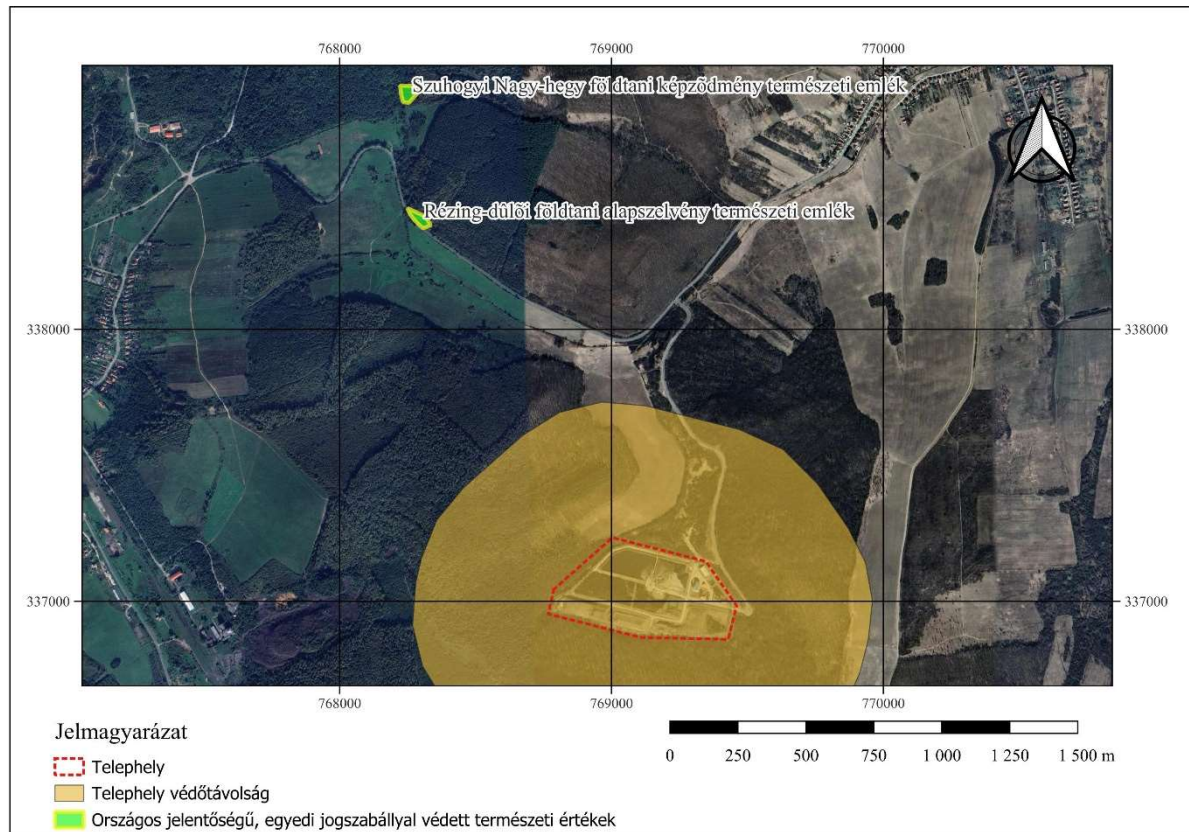 768000 769000 770000
Szuhogyi Nagy-hegy földtani képződmény természeti emlék
Rézing-dűlői földtani alapszelvény természeti emlék
338000 338000
337000 337000
768000 769000 770000
Jelmagyarázat
Telephely
Telephely védőtávolság
Országos jelentőségű, egyedi jogszabállyal védett természeti értékek
0 250 500 750 1 000 1 250 1 500 m